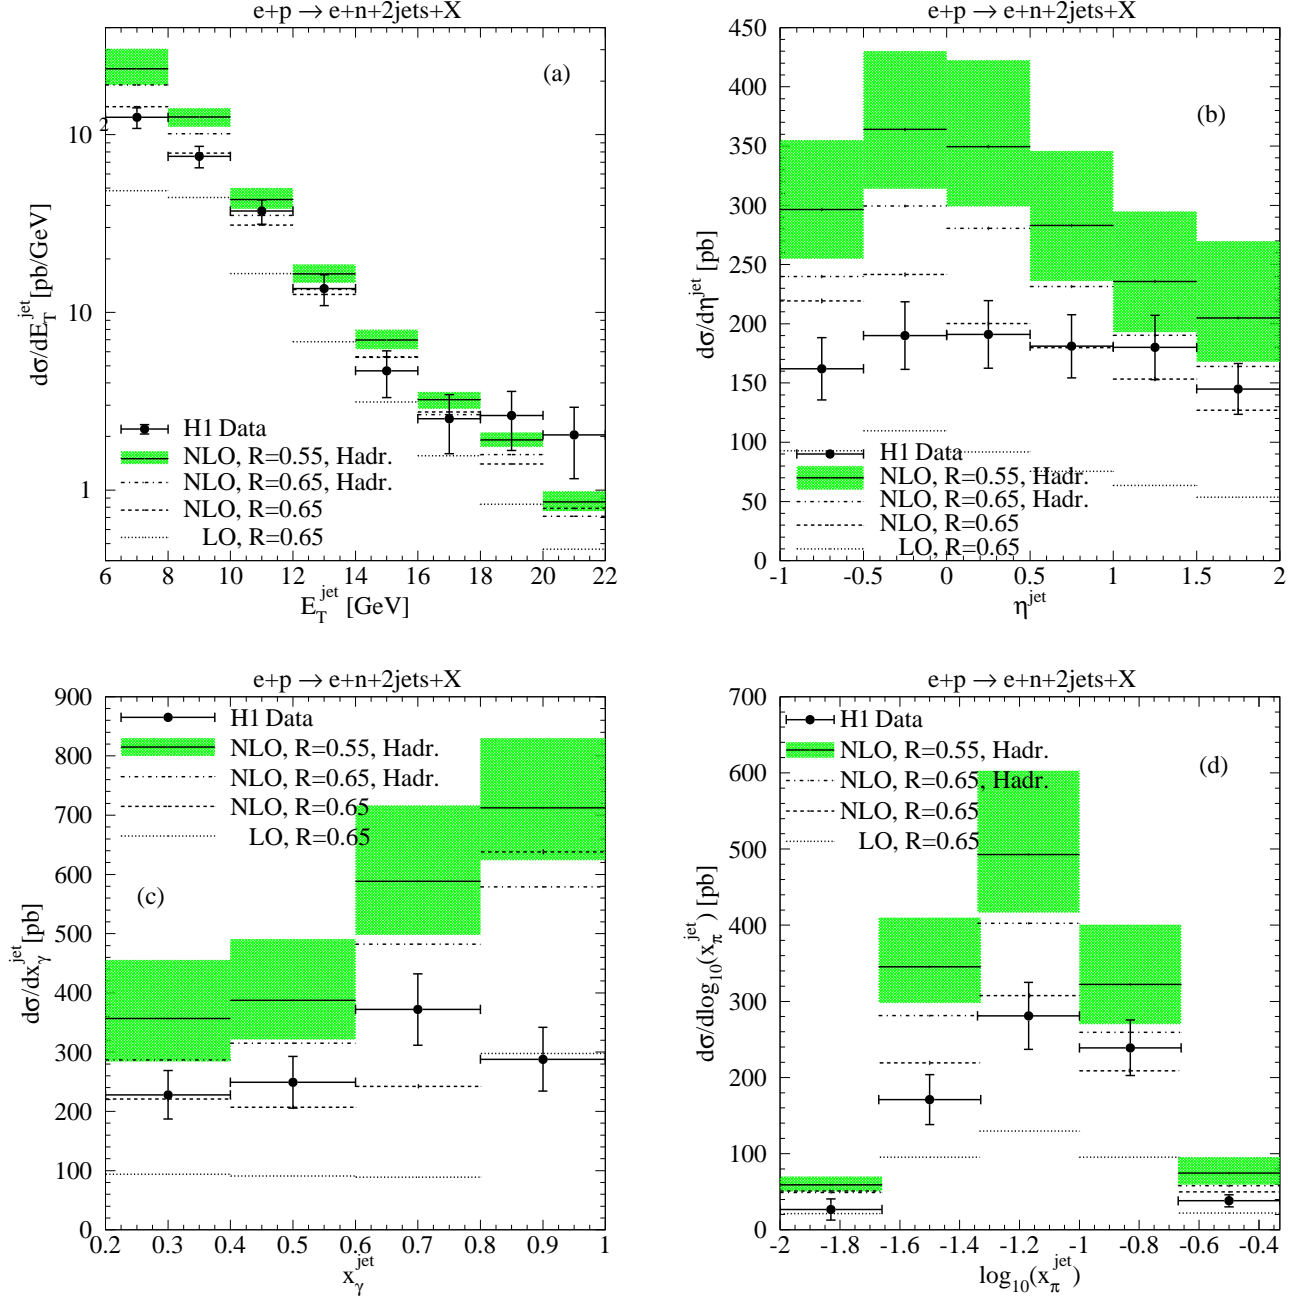 e+p → e+n+2jets+X
(a)
10 2
10
1
dσ/dE_T^jet [pb/GeV]
H1 Data
NLO, R=0.55, Hadr.
NLO, R=0.65, Hadr.
NLO, R=0.65
LO, R=0.65
6 8 10 12 14 16 18 20 22
E_T^jet [GeV]
e+p → e+n+2jets+X
(b)
450
400
350
300
250
200
150
100
50
0
dσ/dη^jet [pb]
H1 Data
NLO, R=0.55, Hadr.
NLO, R=0.65, Hadr.
NLO, R=0.65
LO, R=0.65
-1 -0.5 0 0.5 1 1.5 2
η^jet
e+p → e+n+2jets+X
900
800
700
600
500
400
300
200
100
0
dσ/dx_γ^jet [pb]
H1 Data
NLO, R=0.55, Hadr.
NLO, R=0.65, Hadr.
NLO, R=0.65
LO, R=0.65
(c)
0.2 0.3 0.4 0.5 0.6 0.7 0.8 0.9 1
x_γ^jet
e+p → e+n+2jets+X
700
600
500
400
300
200
100
0
dσ/dlog₁₀(x_π^jet) [pb]
H1 Data
NLO, R=0.55, Hadr.
NLO, R=0.65, Hadr.
NLO, R=0.65
LO, R=0.65
(d)
-2 -1.8 -1.6 -1.4 -1.2 -1 -0.8 -0.6 -0.4
log₁₀(x_π^jet)